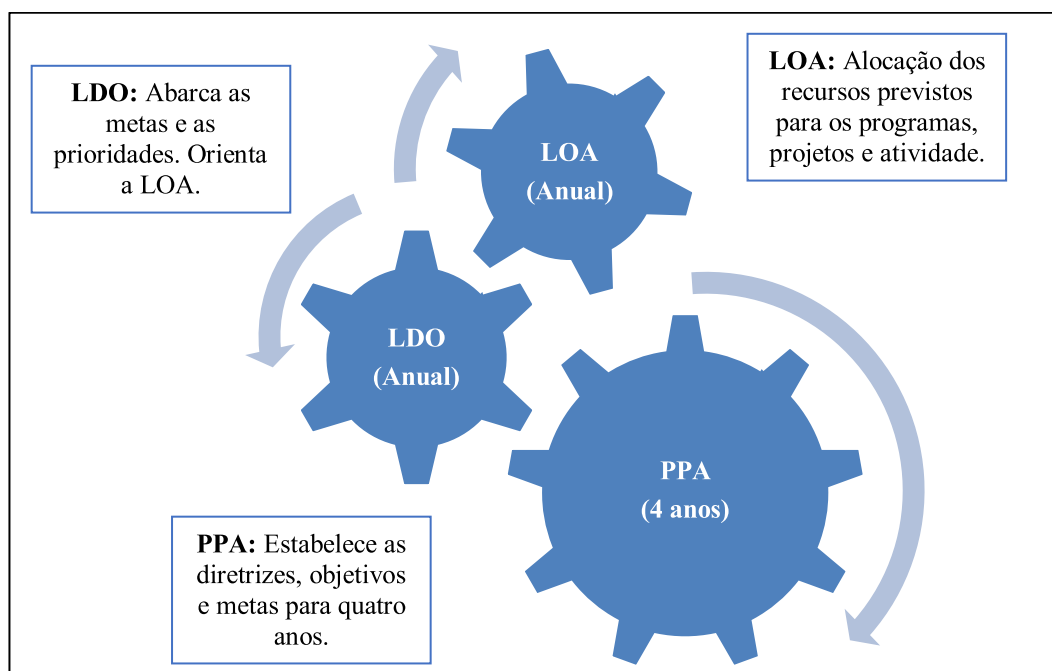 LDO: Abarca as
metas e as
prioridades. Orienta
a LOA.
LOA
(Anual)
LOA: Alocação dos
recursos previstos
para os programas,
projetos e atividade.
LDO
(Anual)
PPA
(4 anos)
PPA: Estabelece as
diretrizes, objetivos
e metas para quatro
anos.